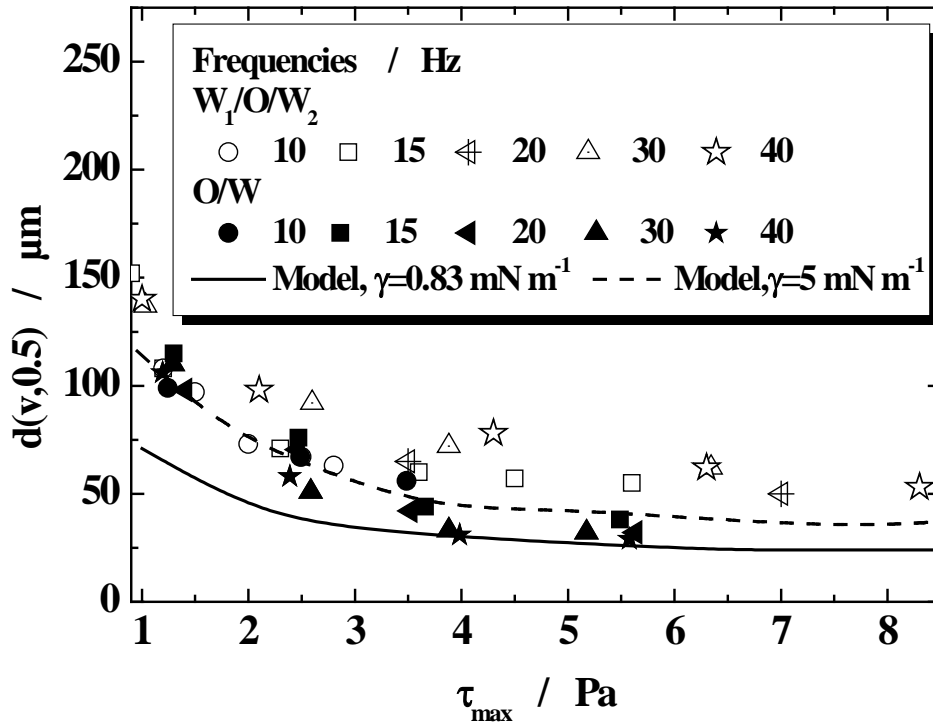 250
200
150
100
50
0
d(v,0.5) / µm
Frequencies / Hz
W₁/O/W₂
10 15 20 30 40
O/W
10 15 20 30 40
Model, γ=0.83 mN m⁻¹ Model,γ=5 mN m⁻¹
1 2 3 4 5 6 7 8
τmax / Pa